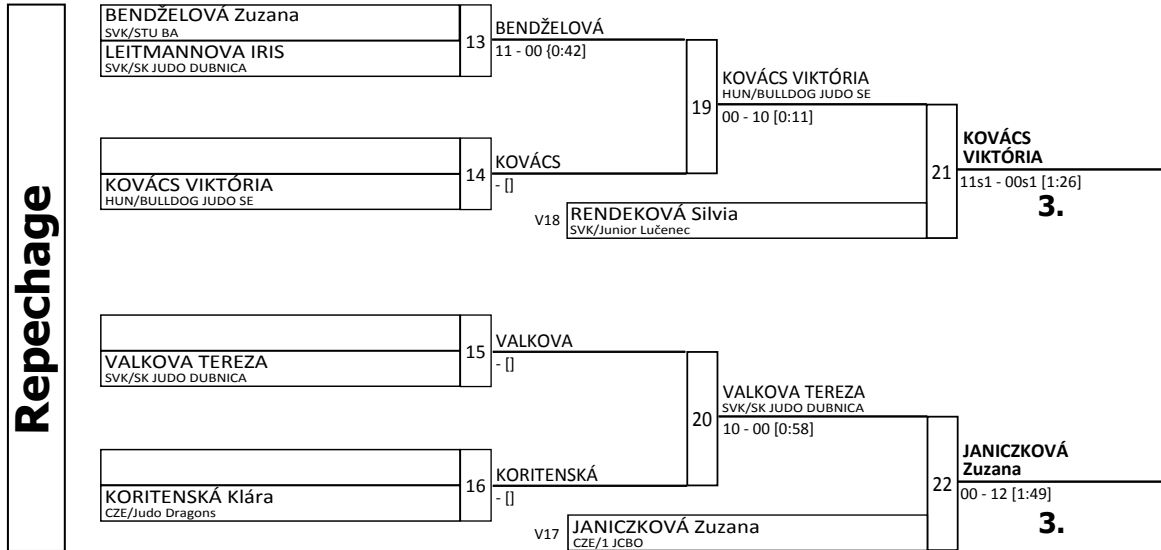 Repechage
BENDŽELOVÁ Zuzana
SVK/STU BA
LEITMANNOVA IRIS
SVK/SK JUDO DUBNICA
13
BENDŽELOVÁ
11 - 00 {0:42]
KOVÁCS VIKTÓRIA
HUN/BULLDOG JUDO SE
14
KOVÁCS
- []
19
KOVÁCS VIKTÓRIA
HUN/BULLDOG JUDO SE
00 - 10 [0:11]
V18
RENDEKOVÁ Silvia
SVK/Junior Lučenec
21
KOVÁCS
VIKTÓRIA
11s1 - 00s1 [1:26]
3.
VALKOVA TEREZA
SVK/SK JUDO DUBNICA
15
VALKOVA
- []
KORITENSKÁ Klára
CZE/Judo Dragons
16
KORITENSKÁ
- []
20
VALKOVA TEREZA
SVK/SK JUDO DUBNICA
10 - 00 [0:58]
V17
JANICZKOVÁ Zuzana
CZE/1 JCBO
22
JANICZKOVÁ
Zuzana
00 - 12 [1:49]
3.